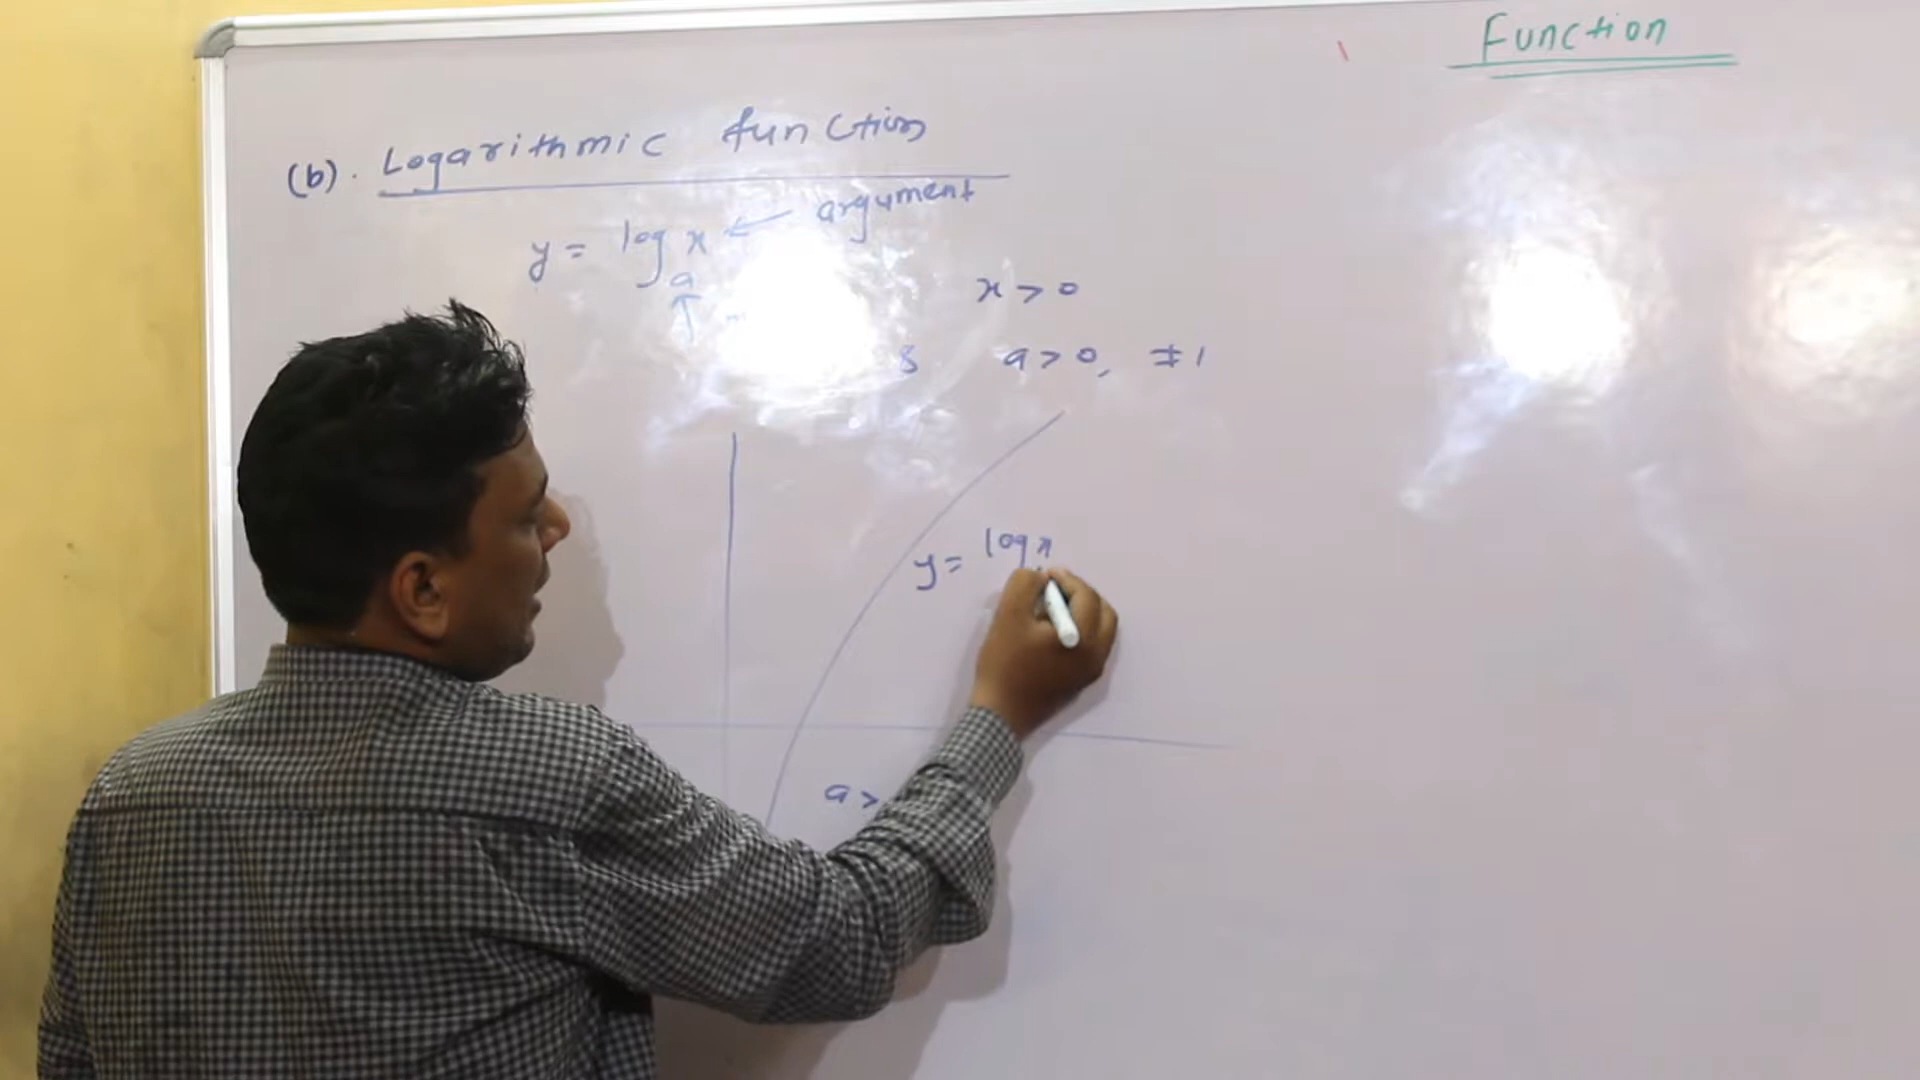 Function
(b). Logarithmic function
y = log x ← argument
a
↑
x > 0
& a > 0, ≠ 1
y = log x
a >